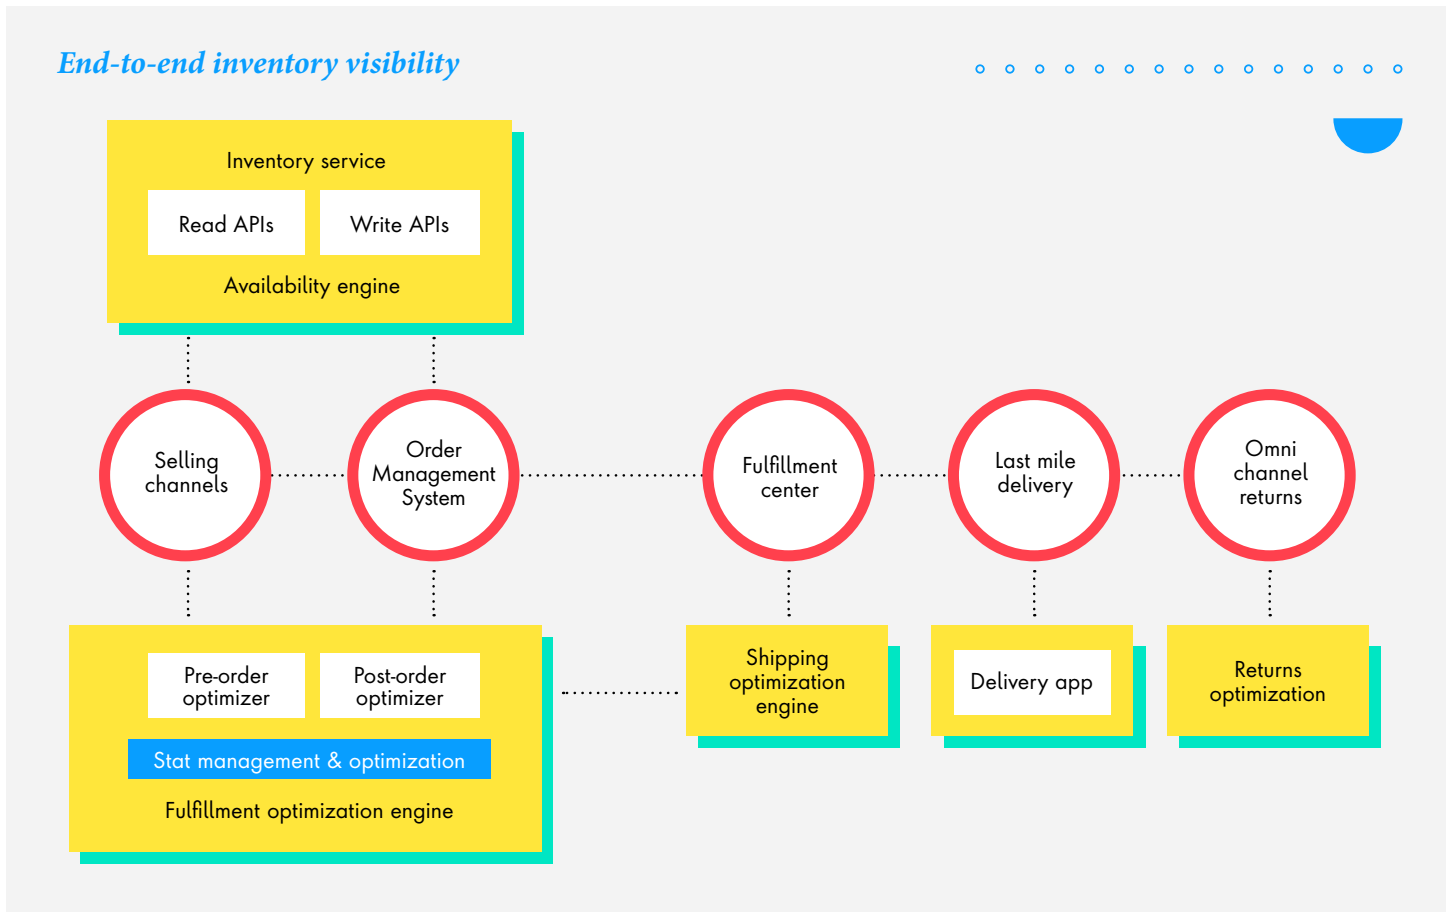 End-to-end inventory visibility
Inventory service
Read APIs
Write APIs
Availability engine
Selling
channels
Order
Management
System
Fulfillment
center
Last mile
delivery
Omni
channel
returns
Pre-order
optimizer
Post-order
optimizer
Stat management & optimization
Fulfillment optimization engine
Shipping
optimization
engine
Delivery app
Returns
optimization